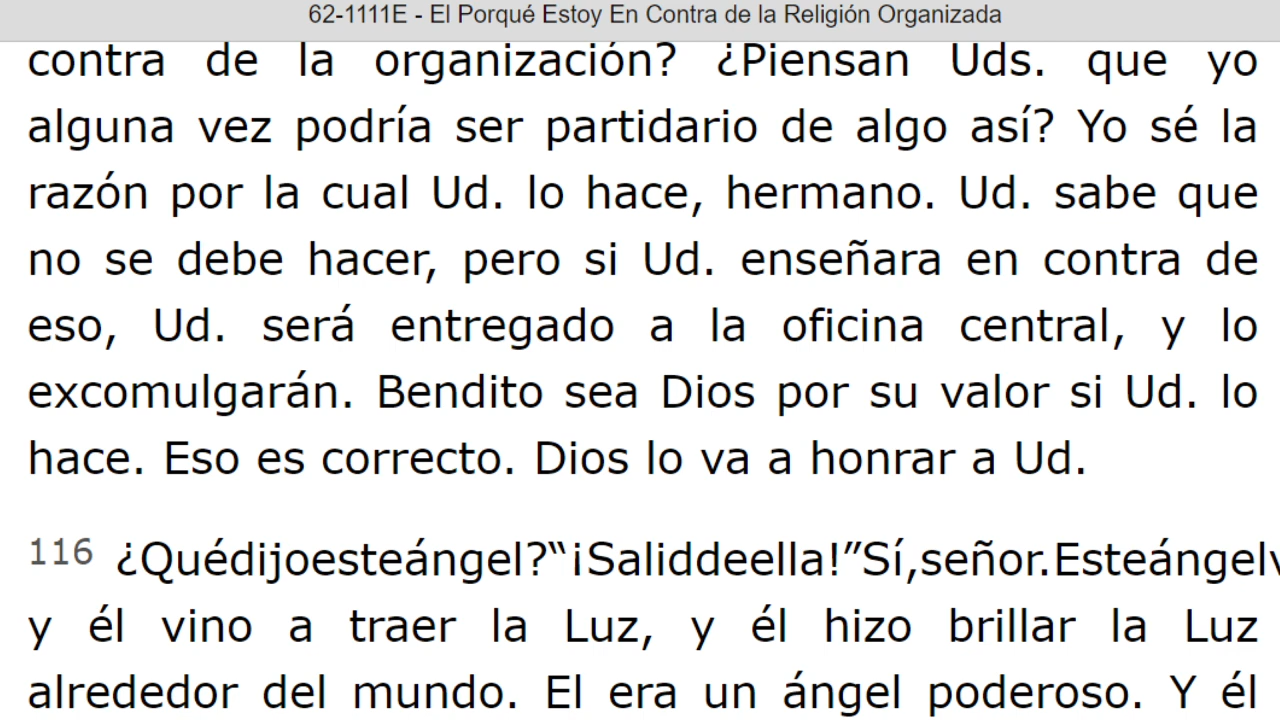 62-1111E - El Porqué Estoy En Contra de la Religión Organizada
contra de la organización? ¿Piensan Uds. que yo
alguna vez podría ser partidario de algo así? Yo sé la
razón por la cual Ud. lo hace, hermano. Ud. sabe que
no se debe hacer, pero si Ud. enseñara en contra de
eso, Ud. será entregado a la oficina central, y lo
excomulgarán. Bendito sea Dios por su valor si Ud. lo
hace. Eso es correcto. Dios lo va a honrar a Ud.
116 ¿Quédijoesteángel?“¡Saliddeella!”Sí,señor.Esteángel
y él vino a traer la Luz, y él hizo brillar la Luz
alrededor del mundo. El era un ángel poderoso. Y él